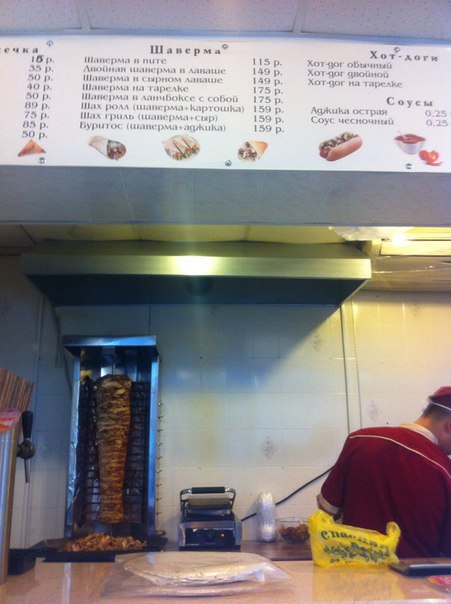 Шаверма
Шаверма в пите 115 р.
Двойная шаверма в лаваше 149 р.
Шаверма в сырном лаваше 149 р.
Шаверма на тарелке 175 р.
Шаверма в ланчбоксе с собой 175 р.
Шах ролл (шаверма+картошка) 159 р.
Шах гриль (шаверма+сыр) 159 р.
Буритос (шаверма+аджика) 159 р.
ечка
15 р.
35 р.
50 р.
40 р.
50 р.
89 р.
75 р.
85 р.
50 р.
Хот-доги
Хот-дог обычный
Хот-дог двойной
Хот-дог на тарелке
Соусы
Аджика острая 0,25
Соус чесночный 0,25